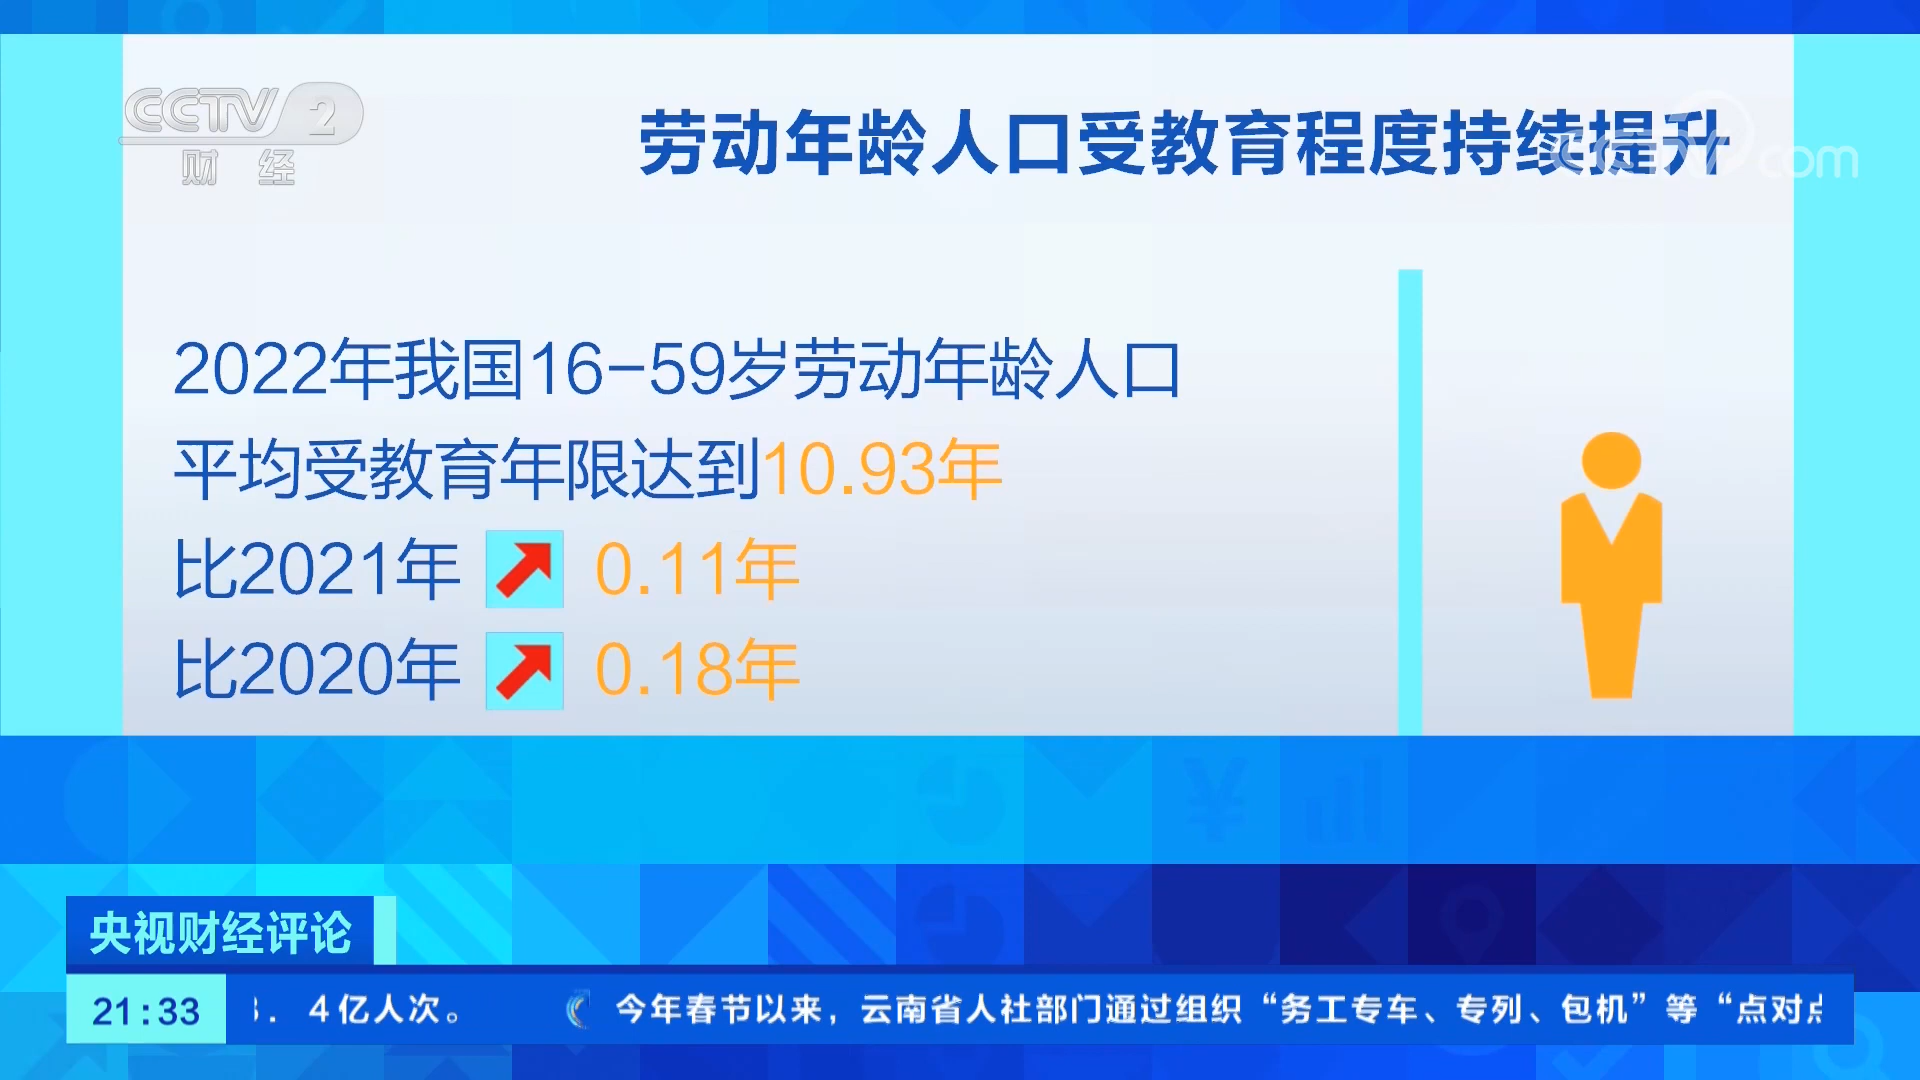 CCTV 2
财 经
劳动年龄人口受教育程度持续提升
CCTV.com
2022年我国16-59岁劳动年龄人口
平均受教育年限达到10.93年
比2021年 0.11年
比2020年 0.18年
央视财经评论
21:33
. 4亿人次。 今年春节以来，云南省人社部门通过组织“务工专车、专列、包机”等“点对